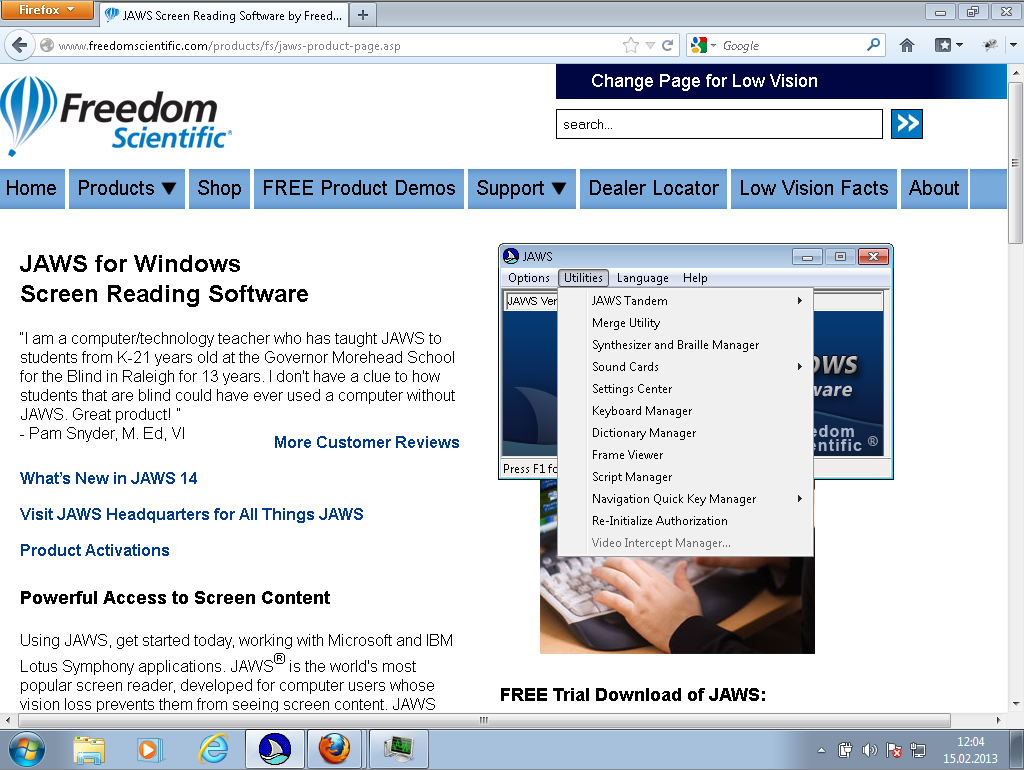 Firefox
JAWS Screen Reading Software by Freed...
www.freedomscientific.com/products/fs/jaws-product-page.asp
Google
Freedom
Scientific®
Change Page for Low Vision
search...
Home
Products
Shop
FREE Product Demos
Support
Dealer Locator
Low Vision Facts
About
JAWS for Windows
Screen Reading Software
"I am a computer/technology teacher who has taught JAWS to
students from K-21 years old at the Governor Morehead School
for the Blind in Raleigh for 13 years. I don't have a clue to how
students that are blind could have ever used a computer without
JAWS. Great product! "
- Pam Snyder, M. Ed, VI
More Customer Reviews
What's New in JAWS 14
Visit JAWS Headquarters for All Things JAWS
Product Activations
Powerful Access to Screen Content
Using JAWS, get started today, working with Microsoft and IBM
Lotus Symphony applications. JAWS® is the world's most
popular screen reader, developed for computer users whose
vision loss prevents them from seeing screen content. JAWS
JAWS
Options Utilities Language Help
JAWS Ver
JAWS Tandem
Merge Utility
Synthesizer and Braille Manager
Sound Cards
Settings Center
Keyboard Manager
Dictionary Manager
Frame Viewer
Script Manager
Navigation Quick Key Manager
Re-Initialize Authorization
Video Intercept Manager...
ows
ware
edom
entific ®
Press F1 fo
FREE Trial Download of JAWS:
12:04
15.02.2013